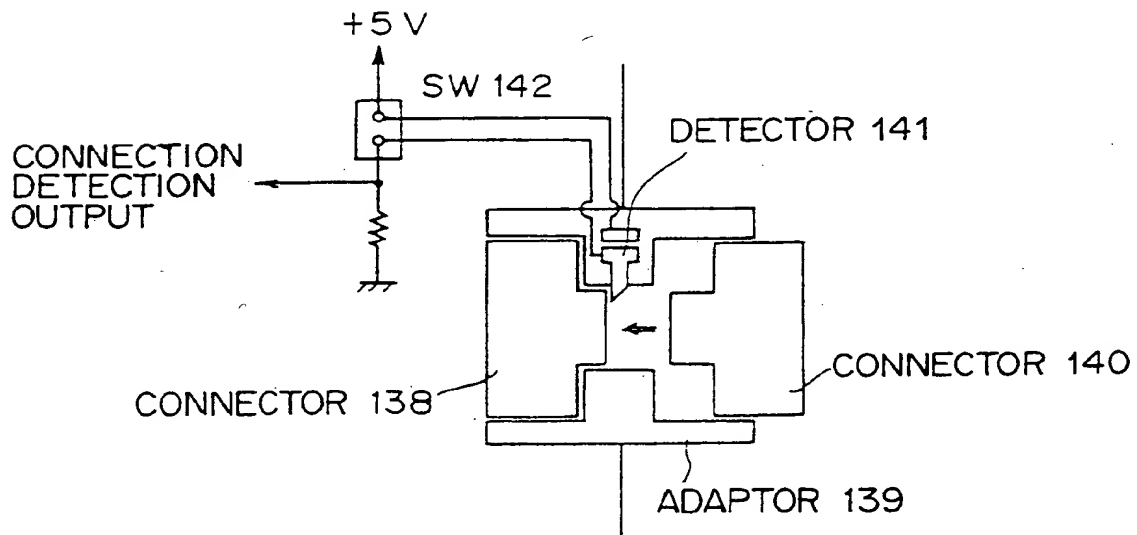 +5 V
SW 142
DETECTOR 141
CONNECTION
DETECTION
OUTPUT
CONNECTOR 140
CONNECTOR 138
ADAPTOR 139